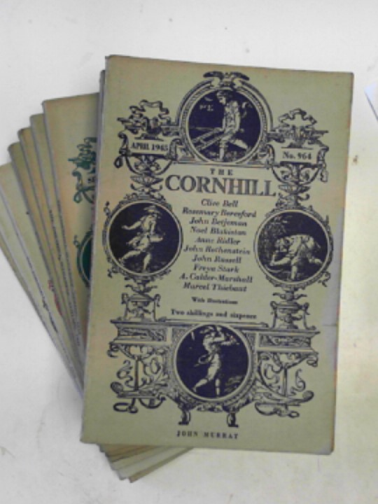 APRIL 1945
No. 964
THE
CORNHILL
Clive Bell
Rosemary Beresford
John Betjeman
Noel Blakiston
Anne Ridler
John Rothenstein
John Russell
Freya Stark
A. Calder-Marshall
Marcel Thiébaut
With illustrations
Two shillings and sixpence
JOHN MURRAY